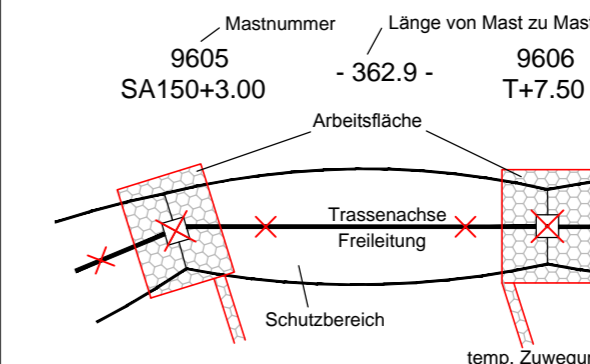 Mastnummer
Länge von Mast zu Mast
9605
SA150+3.00
- 362.9 -
9606
T+7.50
Arbeitsfläche
Trassenachse
Freileitung
Schutzbereich
temp. Zuwegun